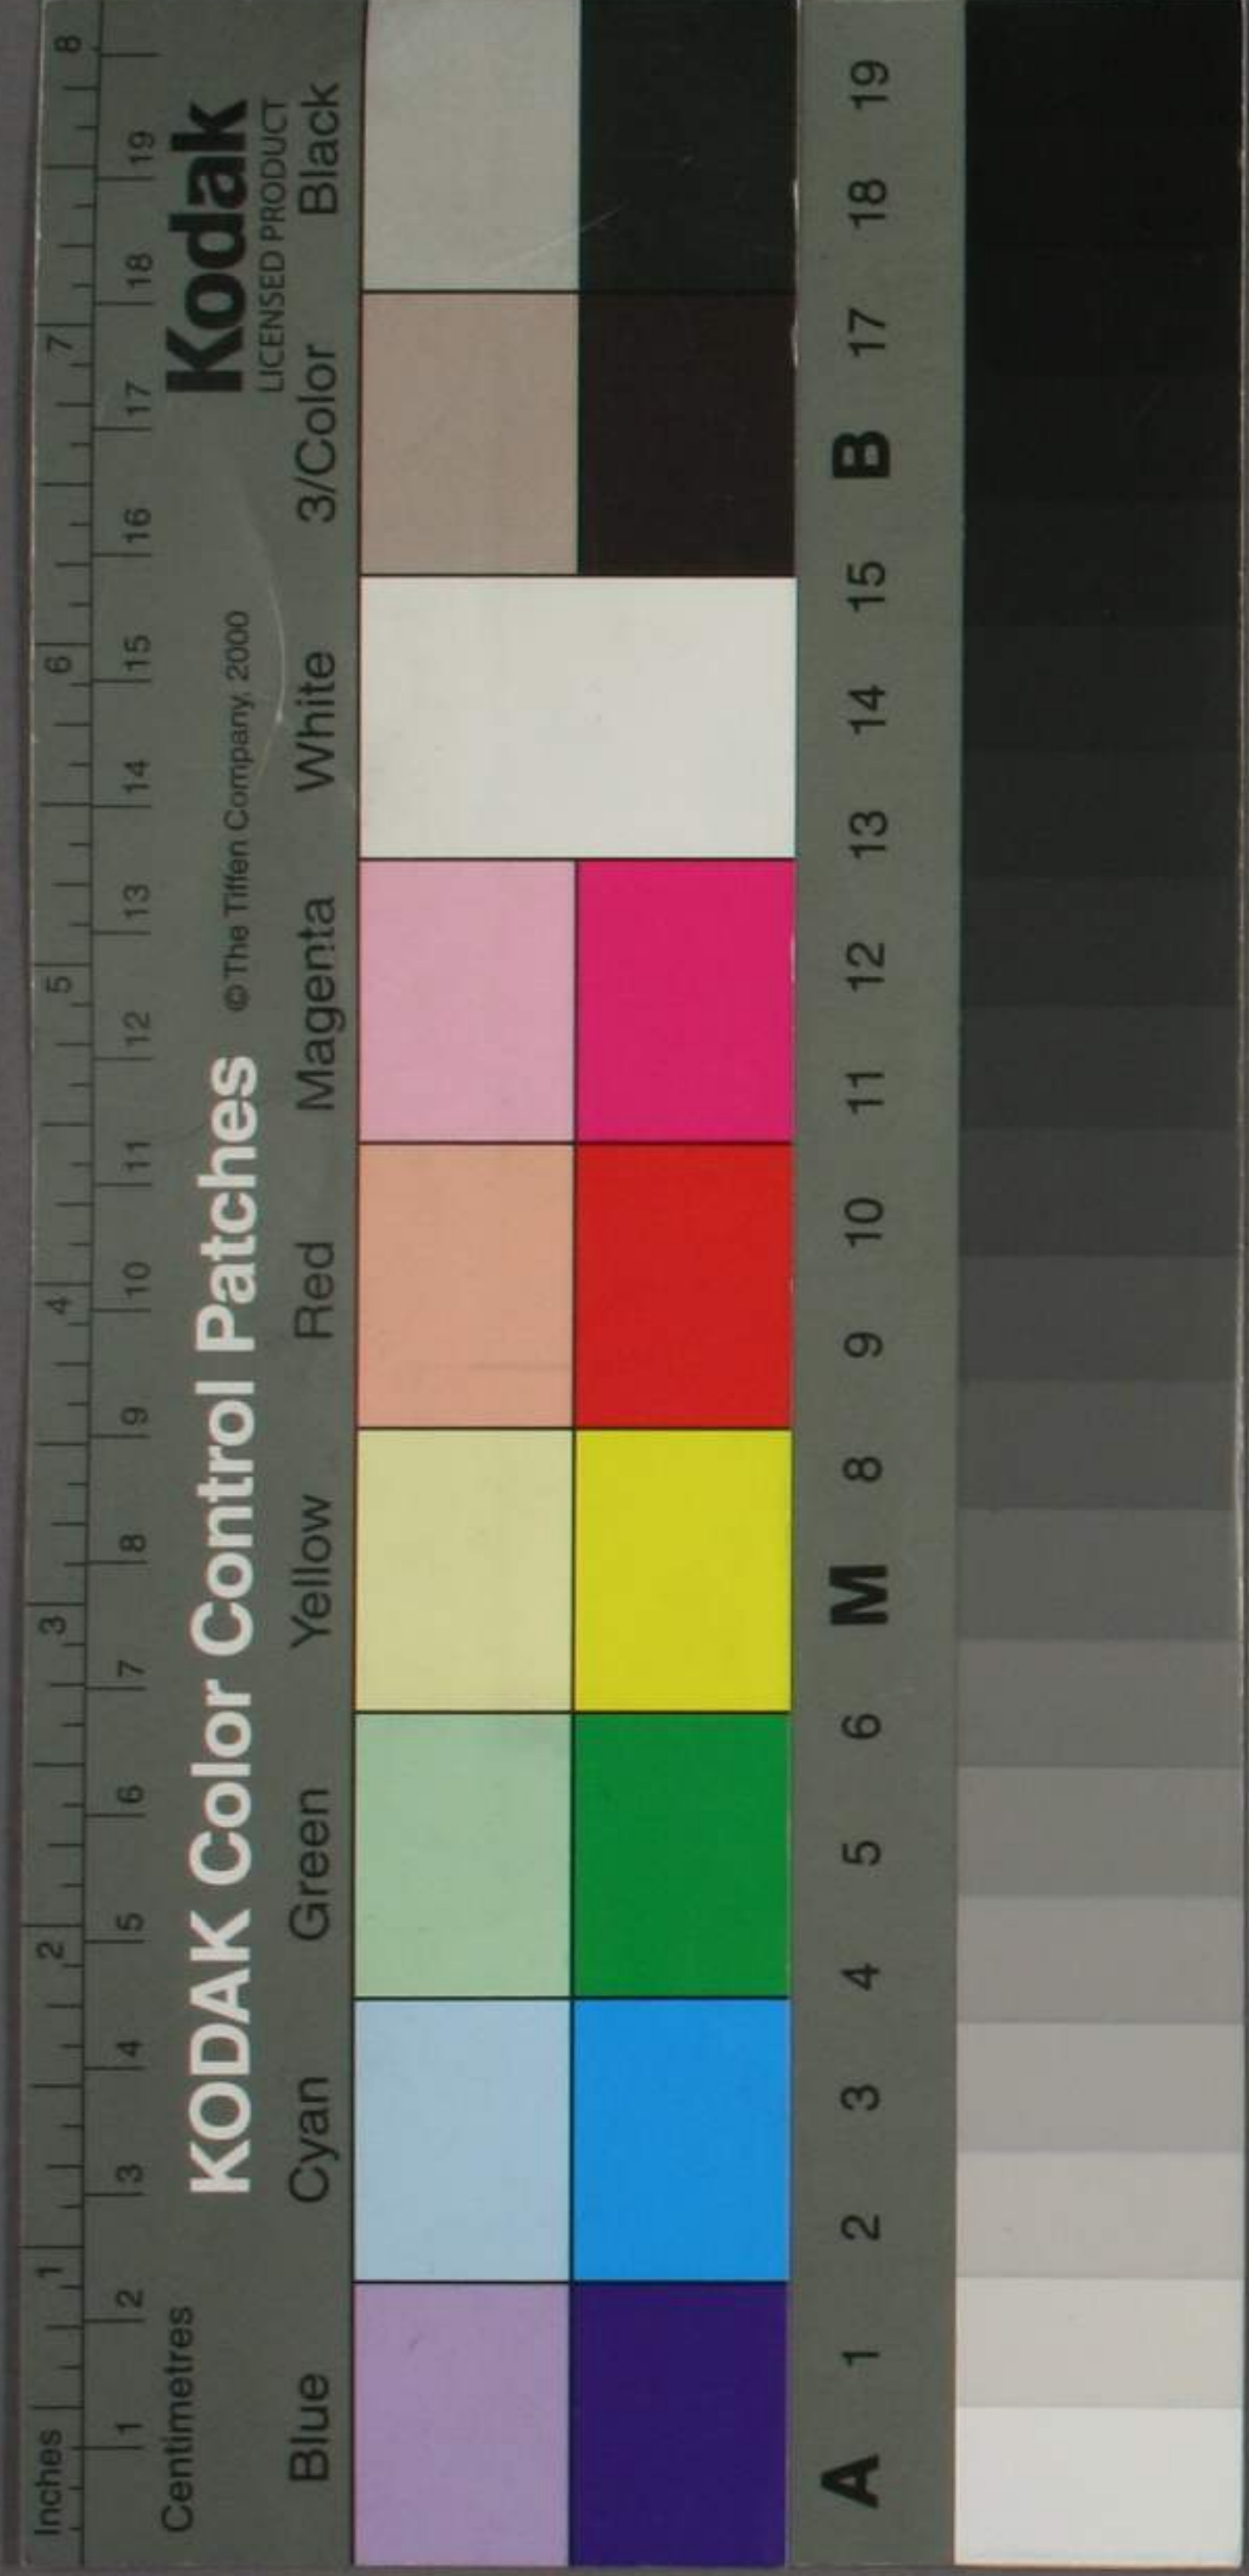 Inches 1 2 3 4 5 6 7 8
1 2 3 4 5 6 7 8 9 10 11 12 13 14 15 16 17 18 19
Centimetres
KODAK Color Control Patches © The Tiffen Company, 2000 Kodak
LICENSED PRODUCT
Blue Cyan Green Yellow Red Magenta White 3/Color Black
A 1 2 3 4 5 6 M 8 9 10 11 12 13 14 15 B 17 18 19